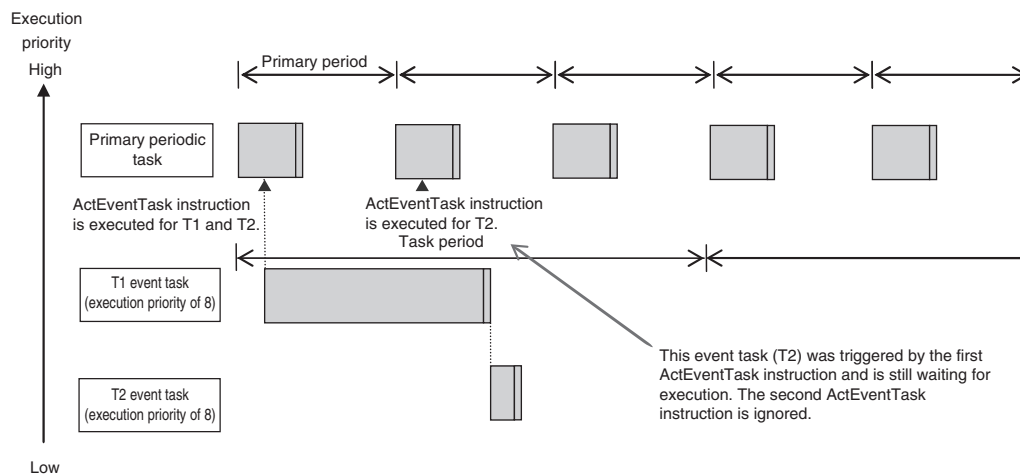 Execution
priority
High
Primary period
Primary periodic
task
ActEventTask instruction
is executed for T1 and T2.
ActEventTask instruction
is executed for T2.
Task period
T1 event task
(execution priority of 8)
This event task (T2) was triggered by the first
ActEventTask instruction and is still waiting for
execution. The second ActEventTask
instruction is ignored.
T2 event task
(execution priority of 8)
Low